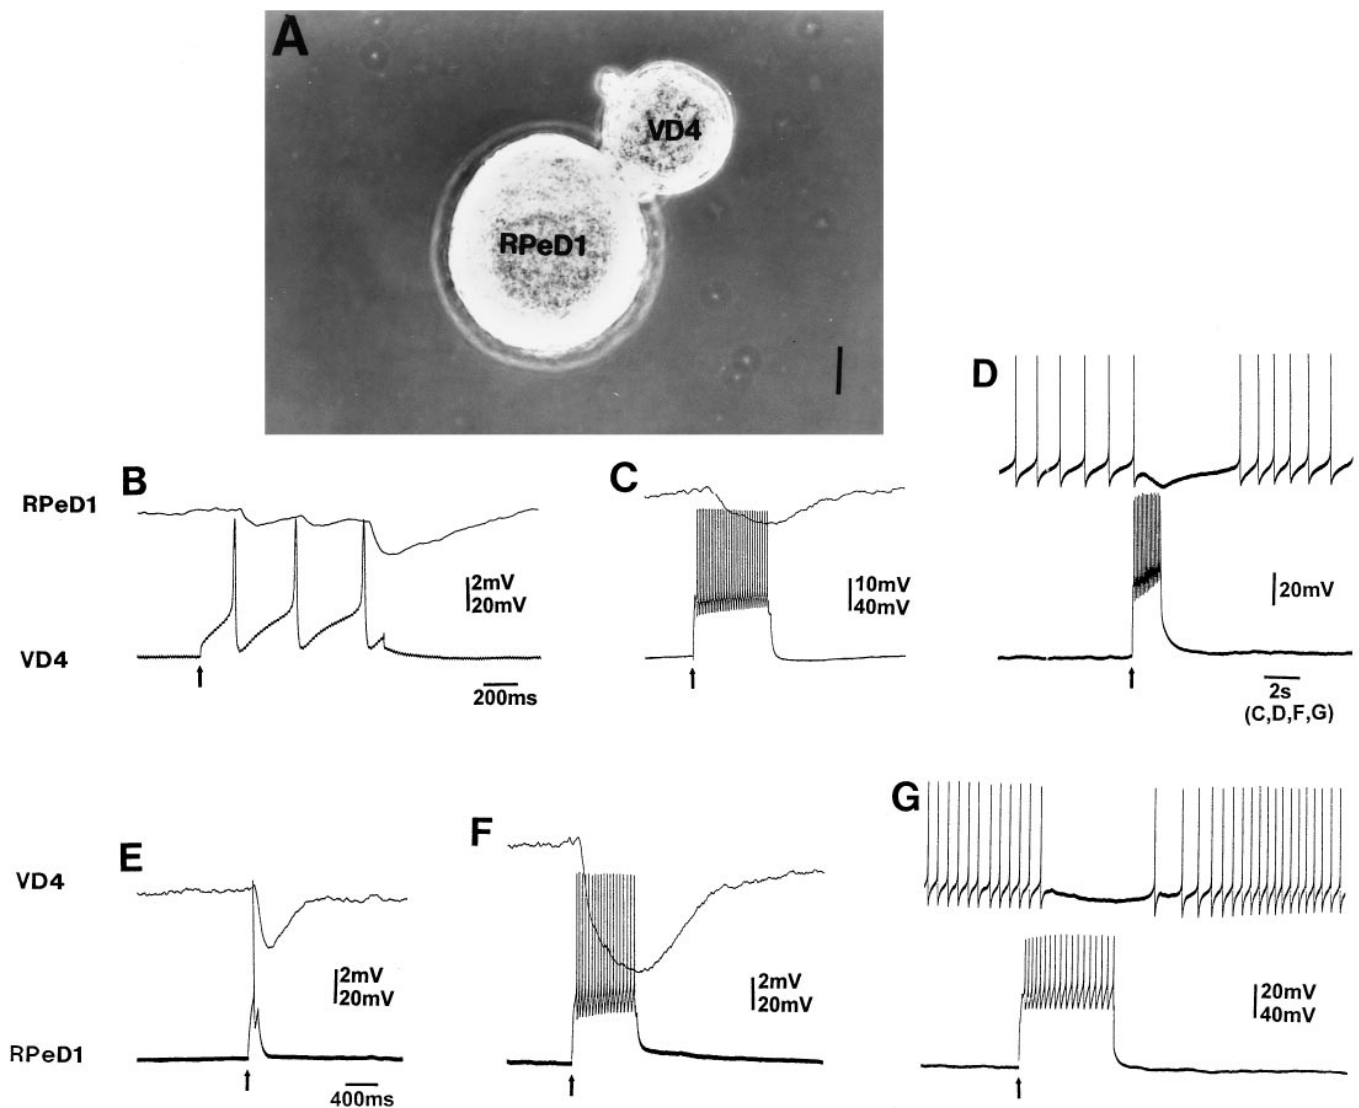 A
VD4
RPeD1
D
B
C
RPeD1
2mV
20mV
10mV
40mV
20mV
VD4
200ms
2s
(C,D,F,G)
G
F
E
VD4
2mV
20mV
2mV
20mV
20mV
40mV
RPeD1
400ms